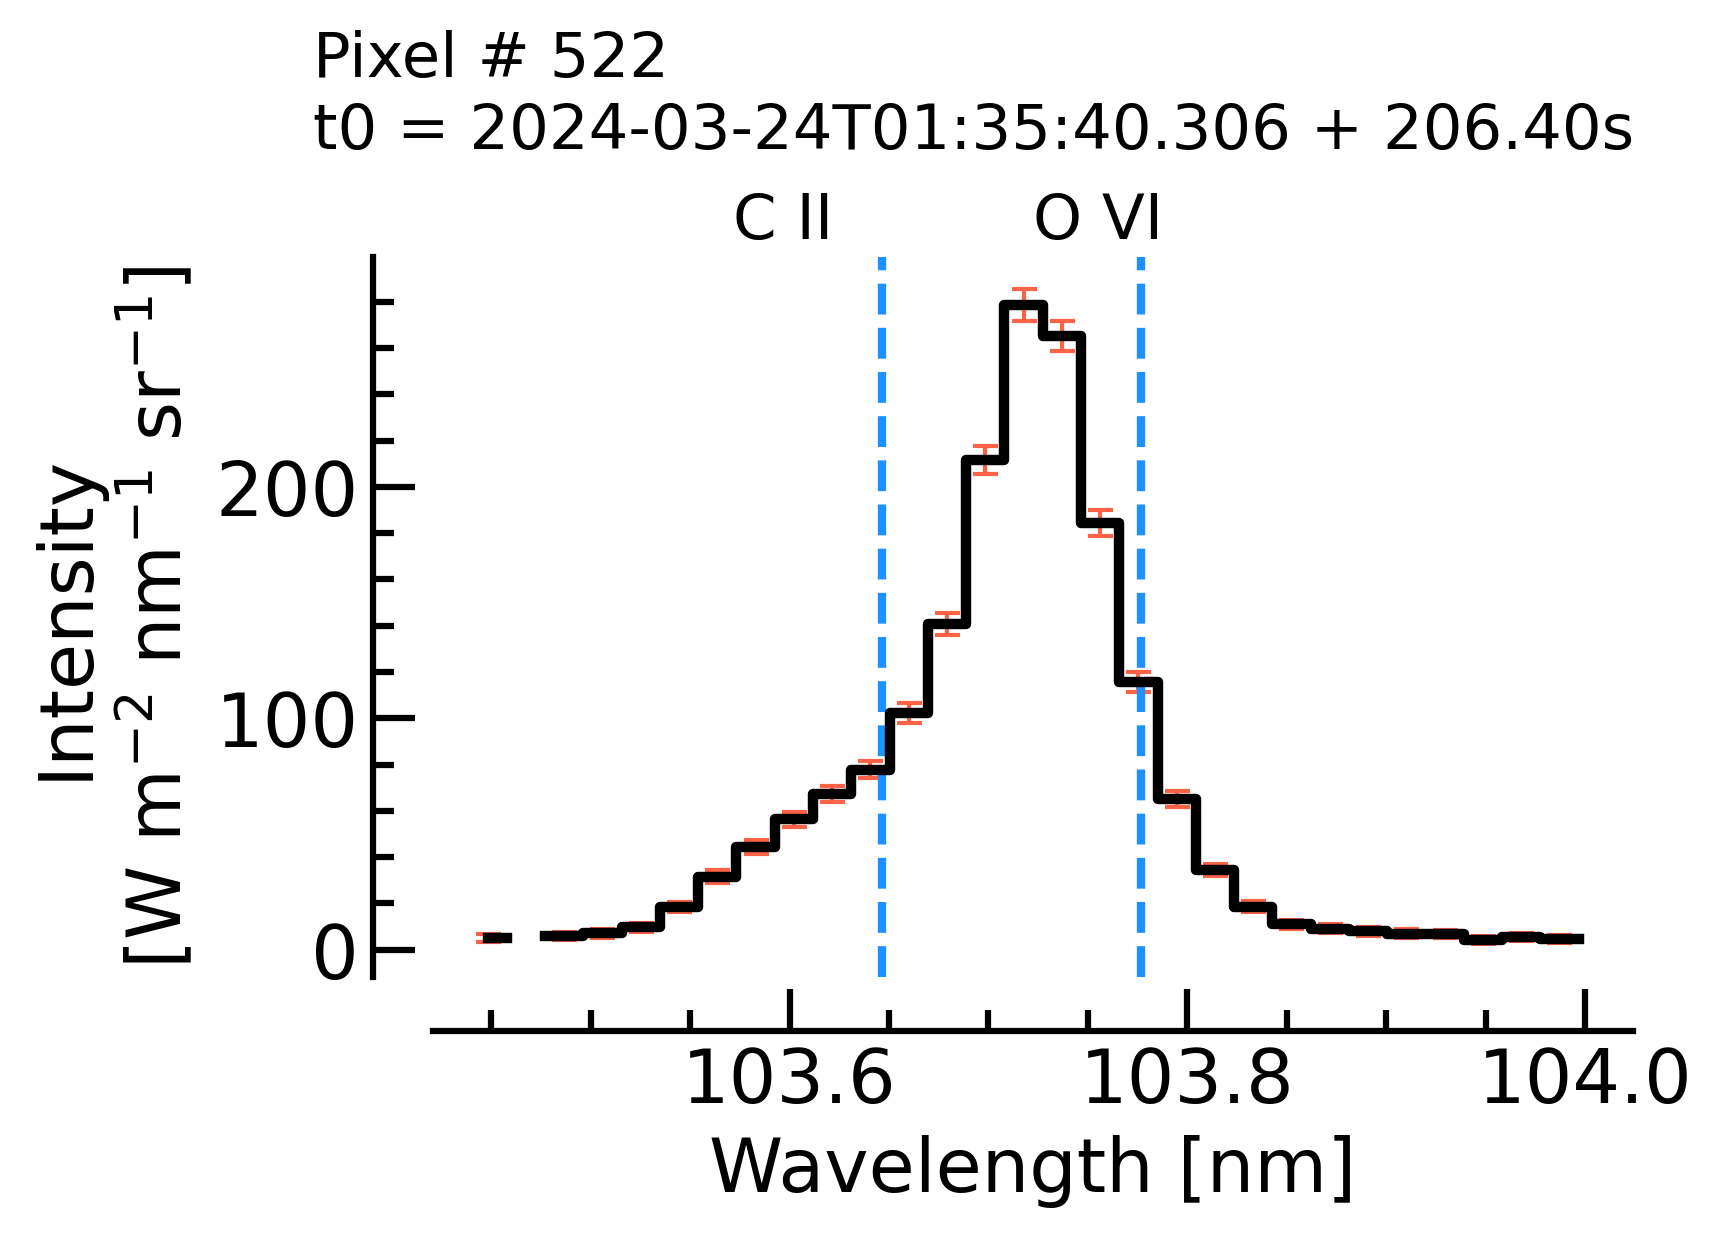 Pixel # 522
t0 = 2024-03-24T01:35:40.306 + 206.40s
C II
O VI
Intensity
[W m⁻² nm⁻¹ sr⁻¹]
200
100
0
103.6
103.8
104.0
Wavelength [nm]